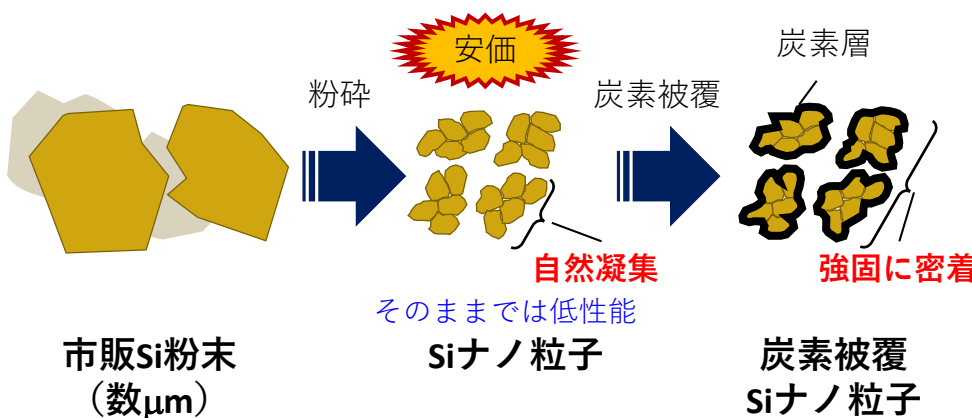 安価
粉砕
炭素被覆
炭素層
自然凝集
強固に密着
そのままでは低性能
市販Si粉末
（数μm）
Siナノ粒子
炭素被覆
Siナノ粒子